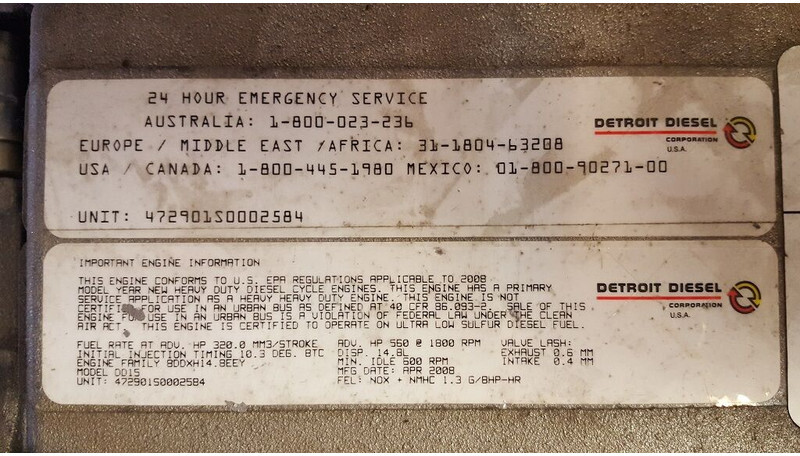 24 HOUR EMERGENCY SERVICE
AUSTRALIA: 1-800-023-236
EUROPE / MIDDLE EAST /AFRICA: 31-1804-63208
USA / CANADA: 1-800-445-1980 MEXICO: 01-800-90271-00
UNIT: 472901S0002584
DETROIT DIESEL
CORPORATION
U.S.A.
IMPORTANT ENGINE INFORMATION
THIS ENGINE CONFORMS TO U.S. EPA REGULATIONS APPLICABLE TO 2008
MODEL YEAR NEW HEAVY DUTY DIESEL CYCLE ENGINES. THIS ENGINE HAS A PRIMARY
SERVICE APPLICATION AS A HEAVY HEAVY DUTY ENGINE. THIS ENGINE IS NOT
CERTIFIED FOR USE IN AN URBAN BUS AS DEFINED AT 40 CFR 86.093-2. SALE OF THIS
ENGINE FOR USE IN AN URBAN BUS IS A VIOLATION OF FEDERAL LAW UNDER THE CLEAN
AIR ACT. THIS ENGINE IS CERTIFIED TO OPERATE ON ULTRA LOW SULFUR DIESEL FUEL.
DETROIT DIESEL
CORPORATION
U.S.A.
FUEL RATE AT ADV. HP 320.0 MM3/STROKE ADV. HP 560 @ 1800 RPM VALVE LASH:
INITIAL INJECTION TIMING 10.3 DEG. BTC DISP. 14.8L EXHAUST 0.6 MM
ENGINE FAMILY 8DDXH14.8EEY MIN. IDLE 600 RPM INTAKE 0.4 MM
MODEL DD15 MFG DATE: APR 2008
UNIT: 472901S0002584 FEL: NOX + NMHC 1.3 G/BHP-HR